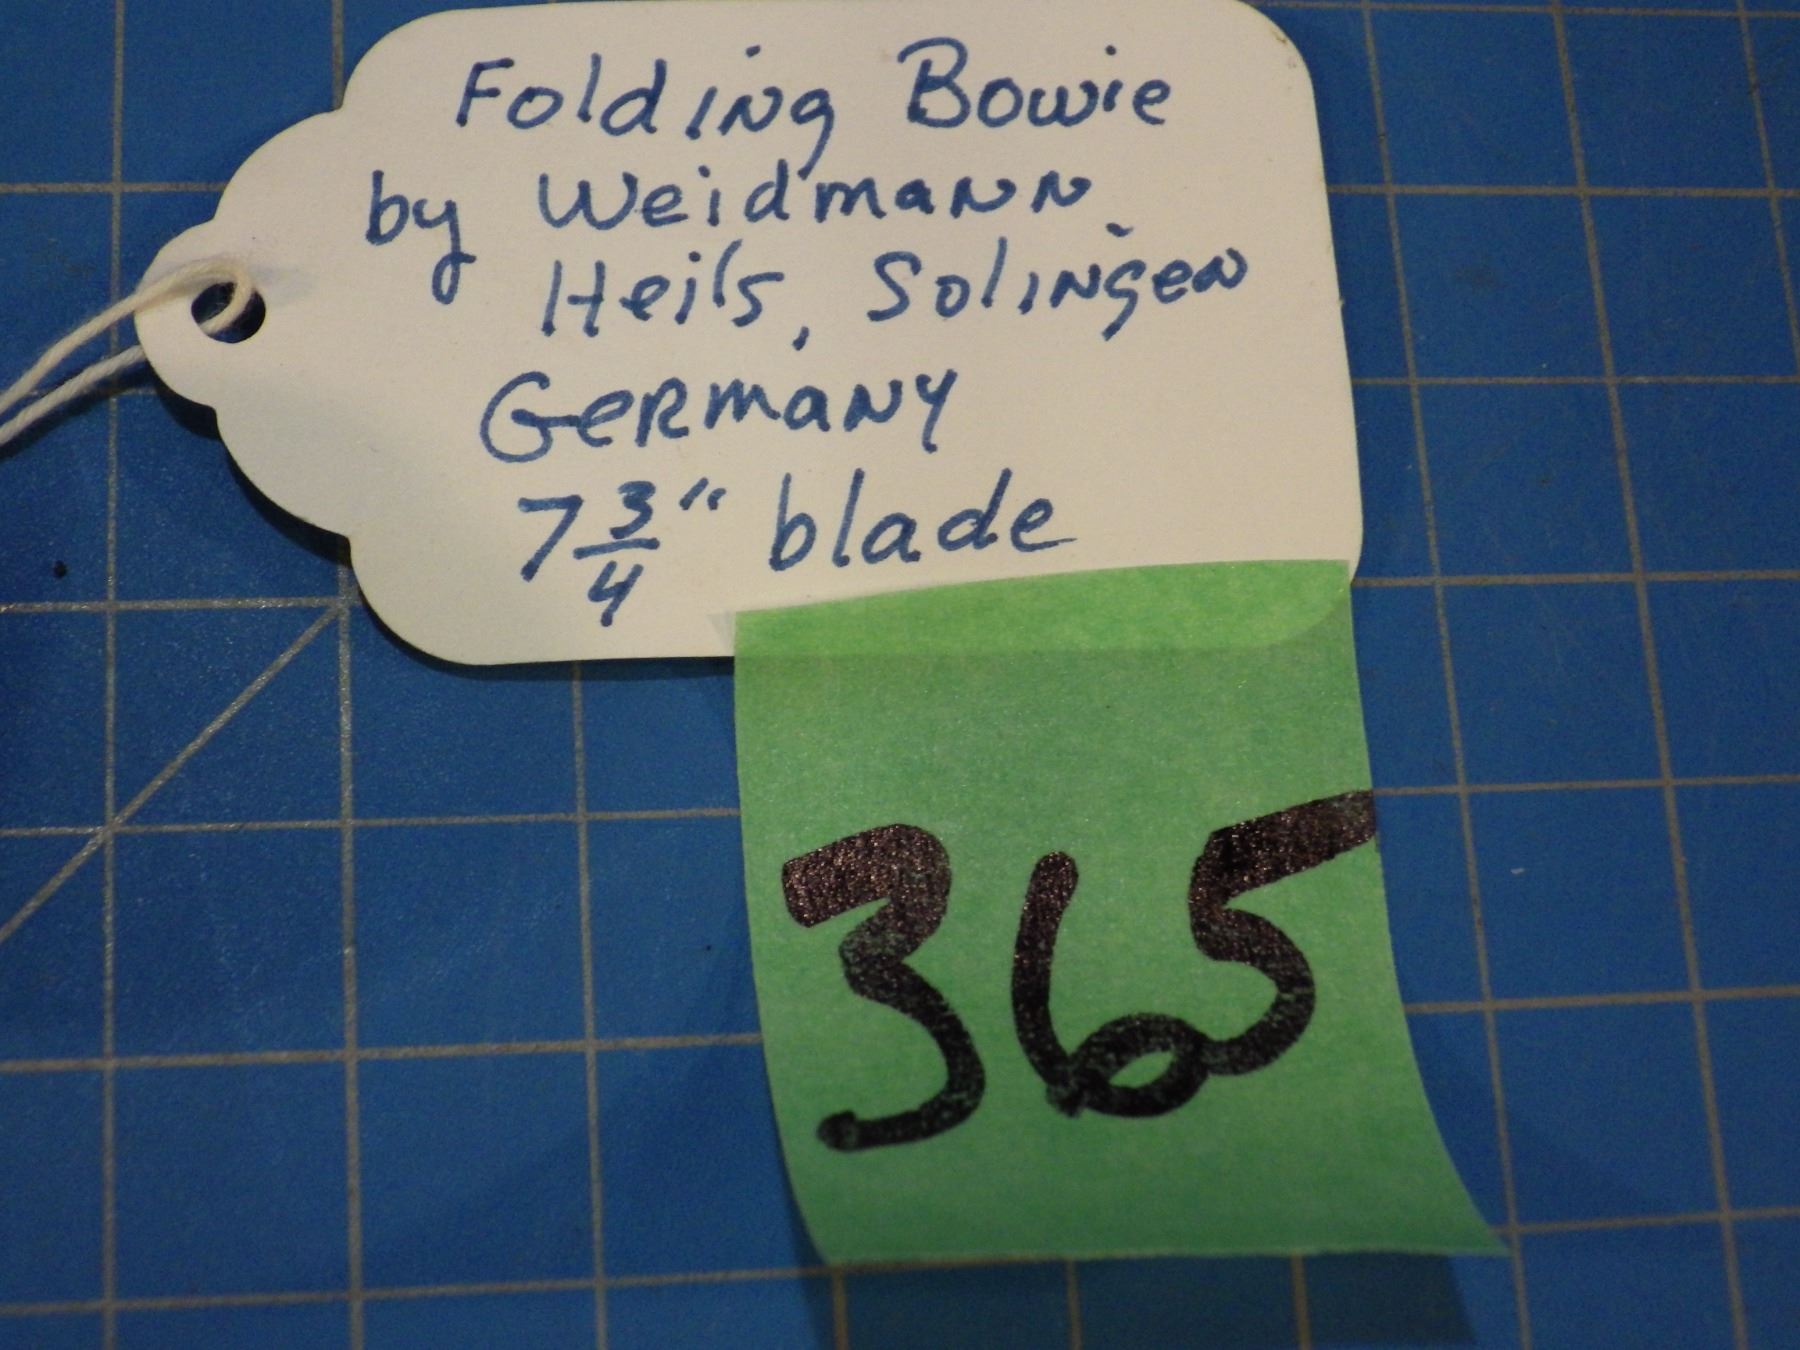 Folding Bowie
by Weidmann
Heils, Solingen
Germany
7 3/4" blade
365